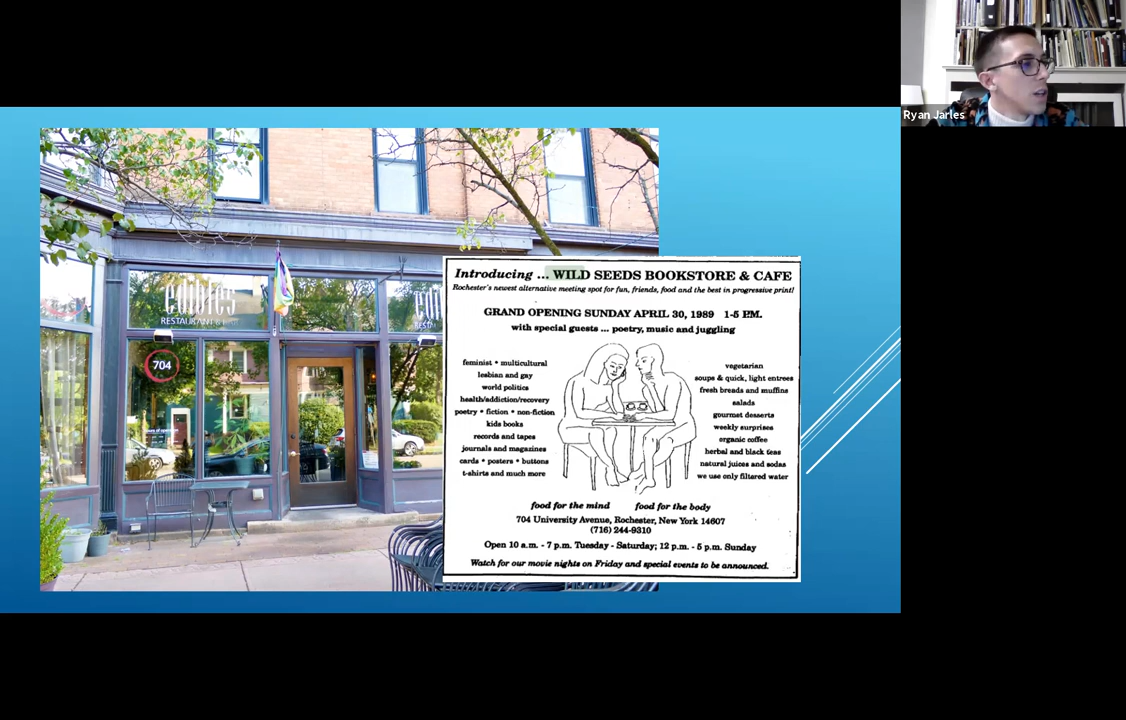 Ryan Jarles
edibles
RESTAURANT &
704
Introducing ... WILD SEEDS BOOKSTORE & CAFE
Rochester's newest alternative meeting spot for fun, friends, food and the best in progressive print!
GRAND OPENING SUNDAY APRIL 30, 1989 1-5 P.M.
with special guests ... poetry, music and juggling
feminist • multicultural
lesbian and gay
world politics
health/addiction/recovery
poetry • fiction • non-fiction
kids books
records and tapes
journals and magazines
cards • posters • buttons
t-shirts and much more
vegetarian
soups & quick, light entrees
fresh breads and muffins
salads
gourmet desserts
weekly surprises
organic coffee
herbal and black teas
natural juices and sodas
we use only filtered water
food for the mind food for the body
704 University Avenue, Rochester, New York 14607
(716) 244-9310
Open 10 a.m. - 7 p.m. Tuesday - Saturday; 12 p.m. - 5 p.m. Sunday
Watch for our movie nights on Friday and special events to be announced.